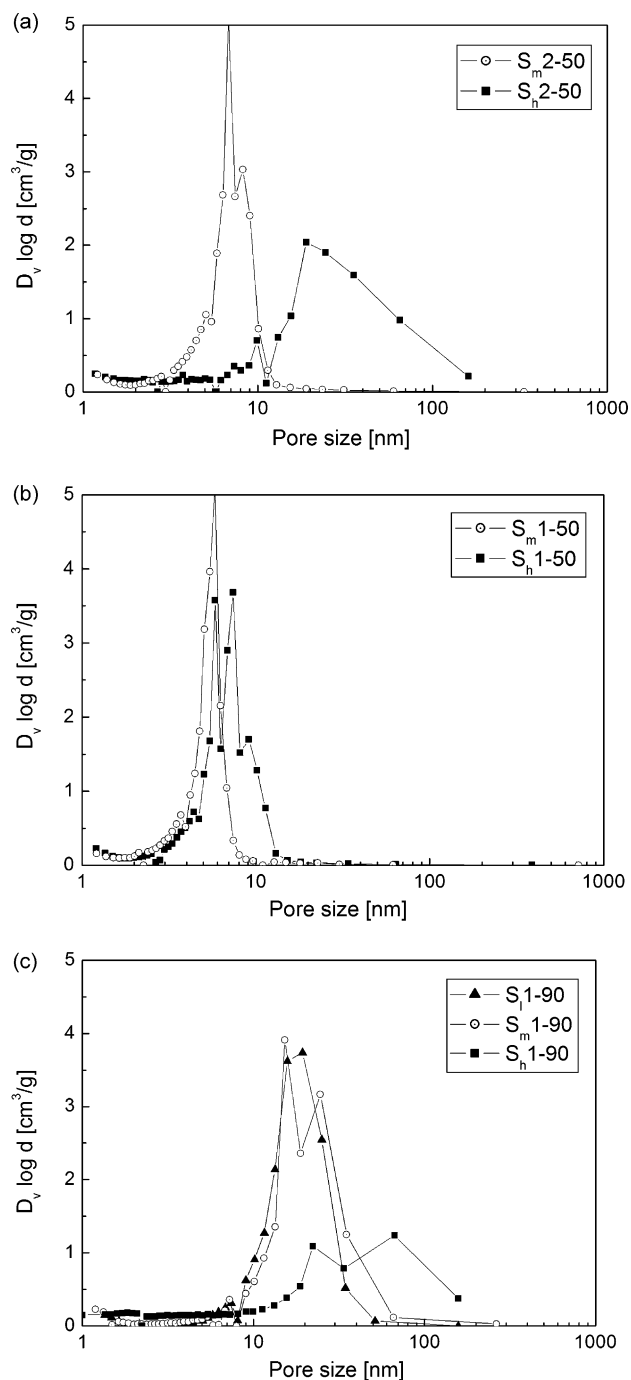 (a)
5
4
3
2
1
0
D_v log d [cm³/g]
S_m2-50
S_h2-50
1
10
100
1000
Pore size [nm]
(b)
5
4
3
2
1
0
D_v log d [cm³/g]
S_m1-50
S_h1-50
1
10
100
1000
Pore size [nm]
(c)
5
4
3
2
1
0
D_v log d [cm³/g]
S_l1-90
S_m1-90
S_h1-90
1
10
100
1000
Pore size [nm]